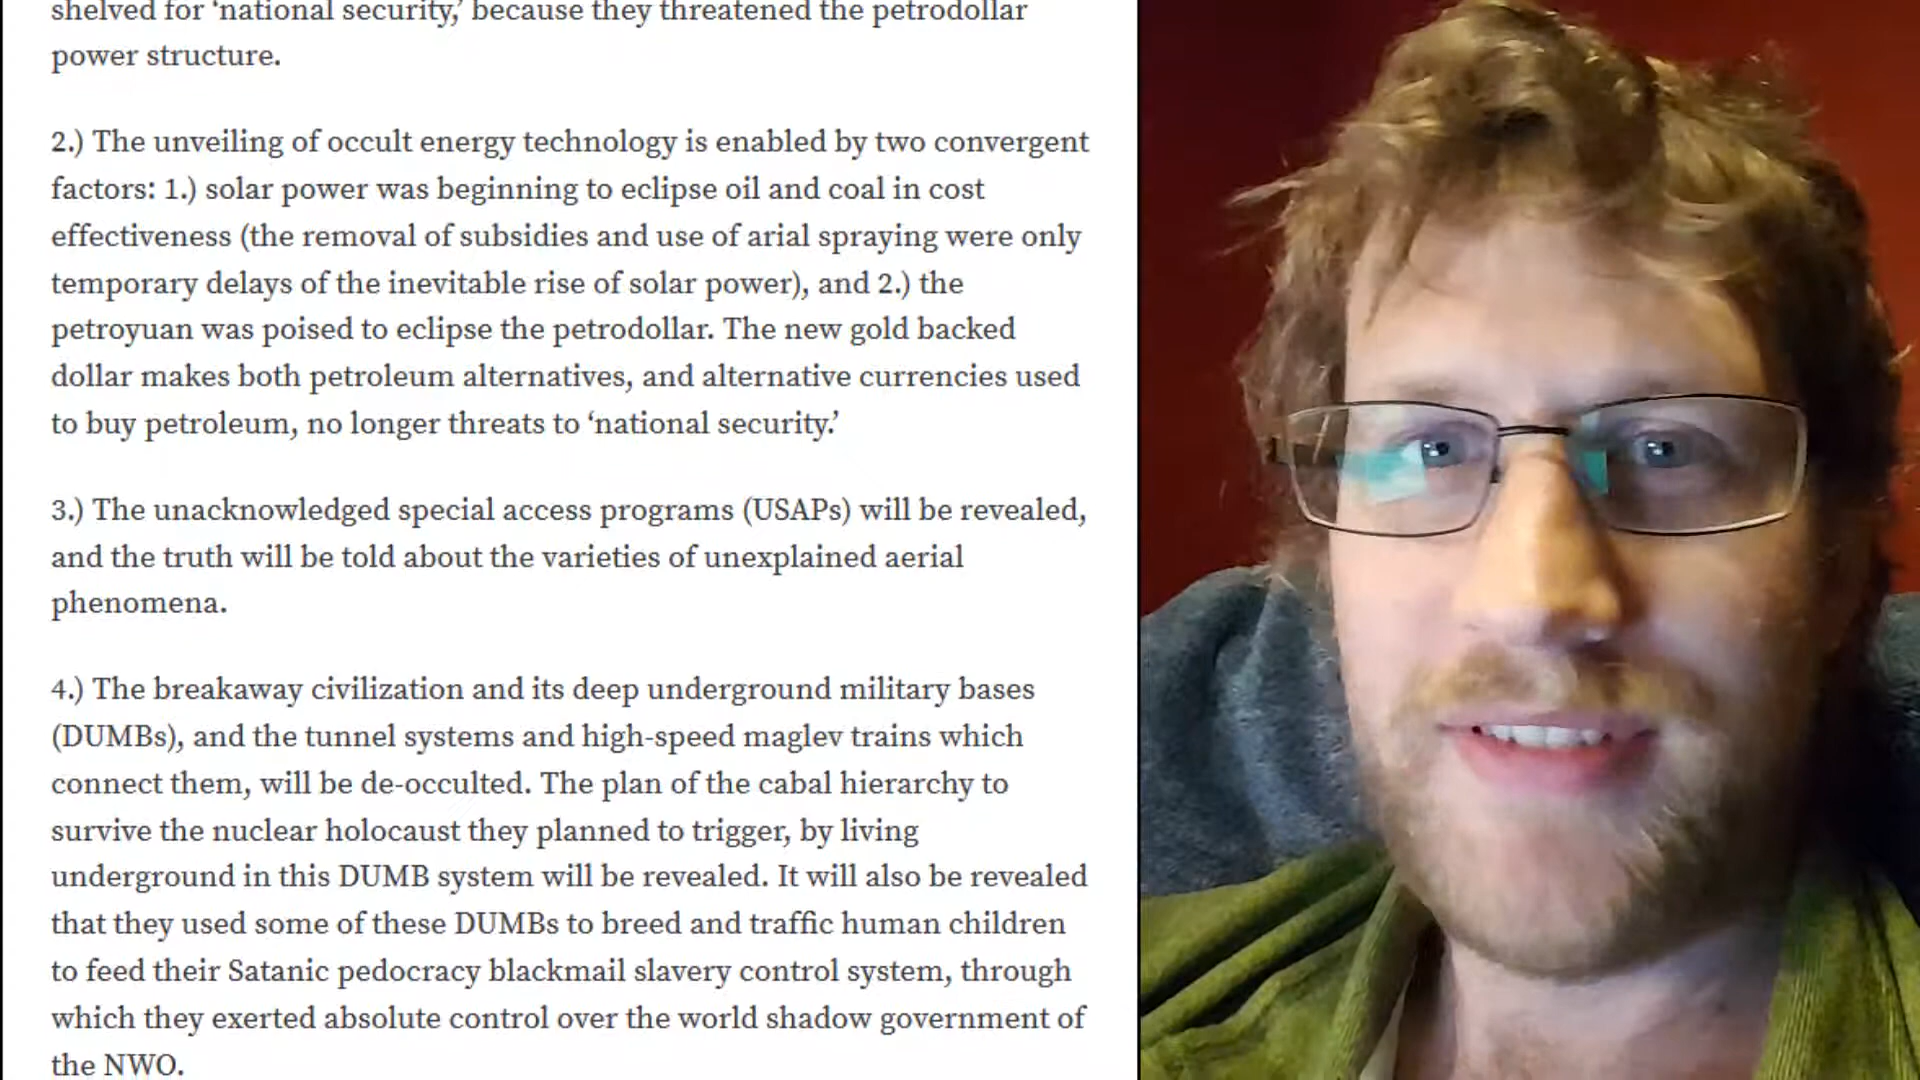 shelved for ‘national security,’ because they threatened the petrodollar
power structure.
2.) The unveiling of occult energy technology is enabled by two convergent
factors: 1.) solar power was beginning to eclipse oil and coal in cost
effectiveness (the removal of subsidies and use of arial spraying were only
temporary delays of the inevitable rise of solar power), and 2.) the
petroyuan was poised to eclipse the petrodollar. The new gold backed
dollar makes both petroleum alternatives, and alternative currencies used
to buy petroleum, no longer threats to ‘national security.’
3.) The unacknowledged special access programs (USAPs) will be revealed,
and the truth will be told about the varieties of unexplained aerial
phenomena.
4.) The breakaway civilization and its deep underground military bases
(DUMBs), and the tunnel systems and high-speed maglev trains which
connect them, will be de-occulted. The plan of the cabal hierarchy to
survive the nuclear holocaust they planned to trigger, by living
underground in this DUMB system will be revealed. It will also be revealed
that they used some of these DUMBs to breed and traffic human children
to feed their Satanic pedocracy blackmail slavery control system, through
which they exerted absolute control over the world shadow government of
the NWO.